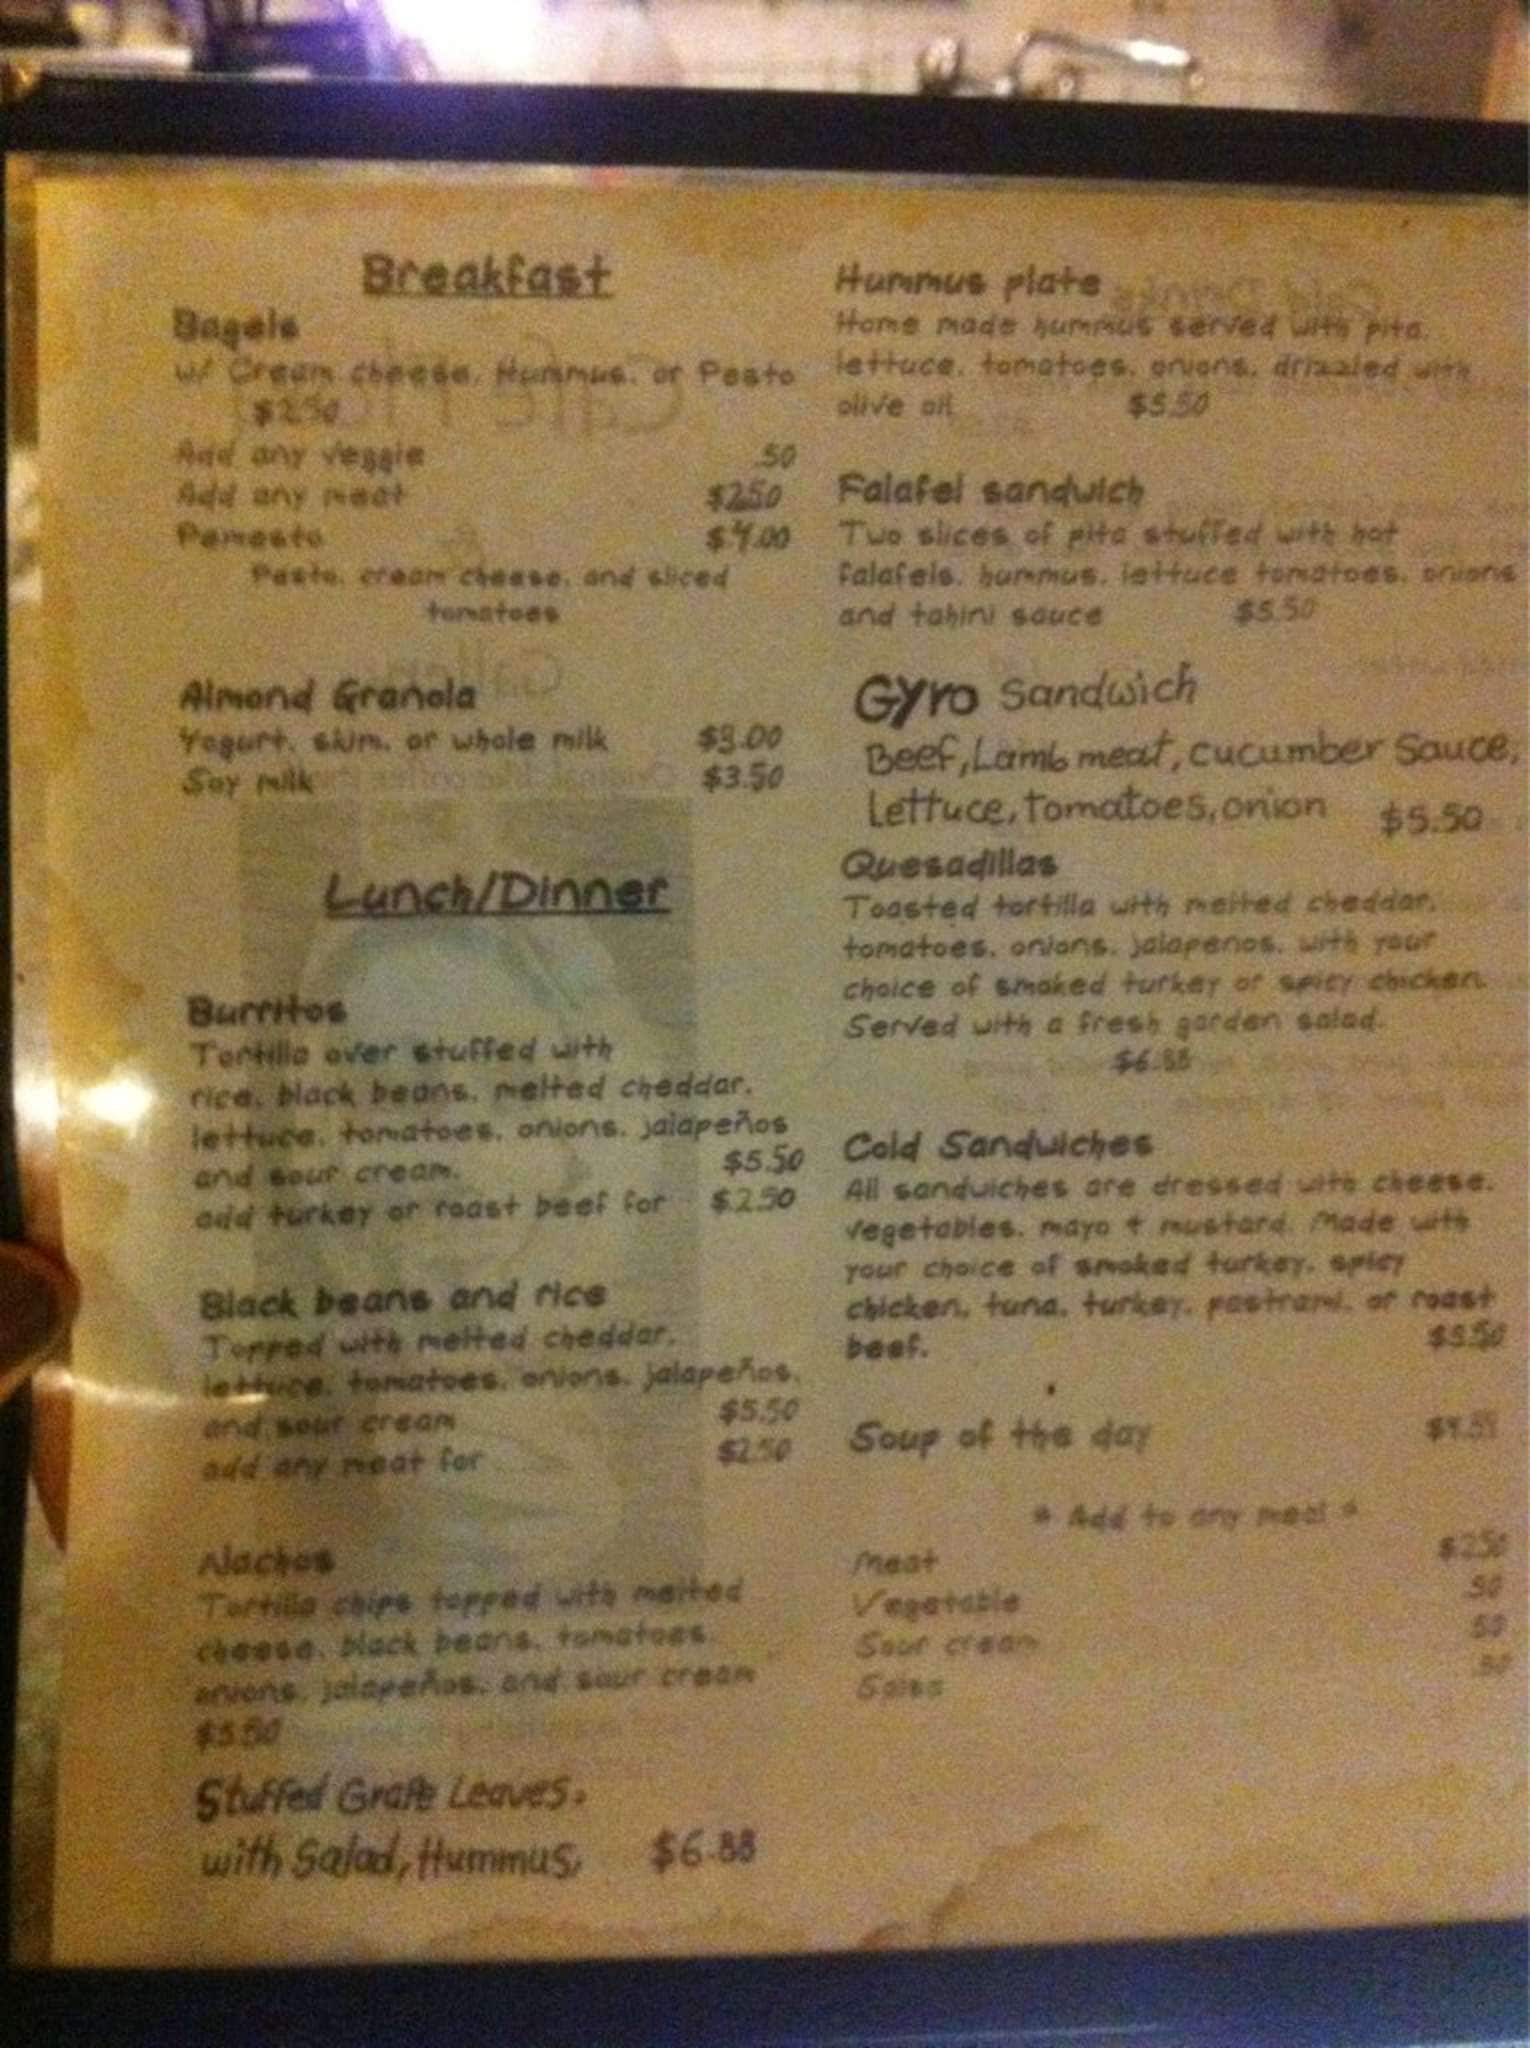 Breakfast
Bagels
w/ Cream cheese, Hummus, or Pesto
$2.50
Add any veggie .50
Add any meat $2.50
Pamesto $4.00
Pesto, cream cheese, and sliced
tomatoes
Almond Granola
Yogurt, skim, or whole milk $3.00
Soy milk $3.50
Lunch/Dinner
Burritos
Tortilla over stuffed with
rice, black beans, melted cheddar,
lettuce, tomatoes, onions, jalapeños
and sour cream. $5.50
add turkey or roast beef for $2.50
Black beans and rice
Topped with melted cheddar,
lettuce, tomatoes, onions, jalapeños,
and sour cream $5.50
add any meat for $2.50
Nachos
Tortilla chips topped with melted
cheese, black beans, tomatoes,
onions, jalapeños, and sour cream
$5.50
Stuffed Grape Leaves.
with Salad, Hummus, $6.88
Hummus plate
Home made hummus served with pita,
lettuce, tomatoes, onions, drizzled with
olive oil $5.50
Falafel sandwich
Two slices of pita stuffed with hot
falafels, hummus, lettuce tomatoes, onions
and tahini sauce $5.50
Gyro Sandwich
Beef, Lamb meat, cucumber sauce,
Lettuce, tomatoes, onion $5.50
Quesadillas
Toasted tortilla with melted cheddar,
tomatoes, onions, jalapenos, with your
choice of smoked turkey or spicy chicken.
Served with a fresh garden salad.
$6.88
Cold Sandwiches
All sandwiches are dressed with cheese,
vegetables, mayo + mustard. Made with
your choice of smoked turkey, spicy
chicken, tuna, turkey, pastrami, or roast
beef. $5.50
Soup of the day
* Add to any meal *
Meat $2.50
Vegetable .50
Sour cream .50
Salsa .50